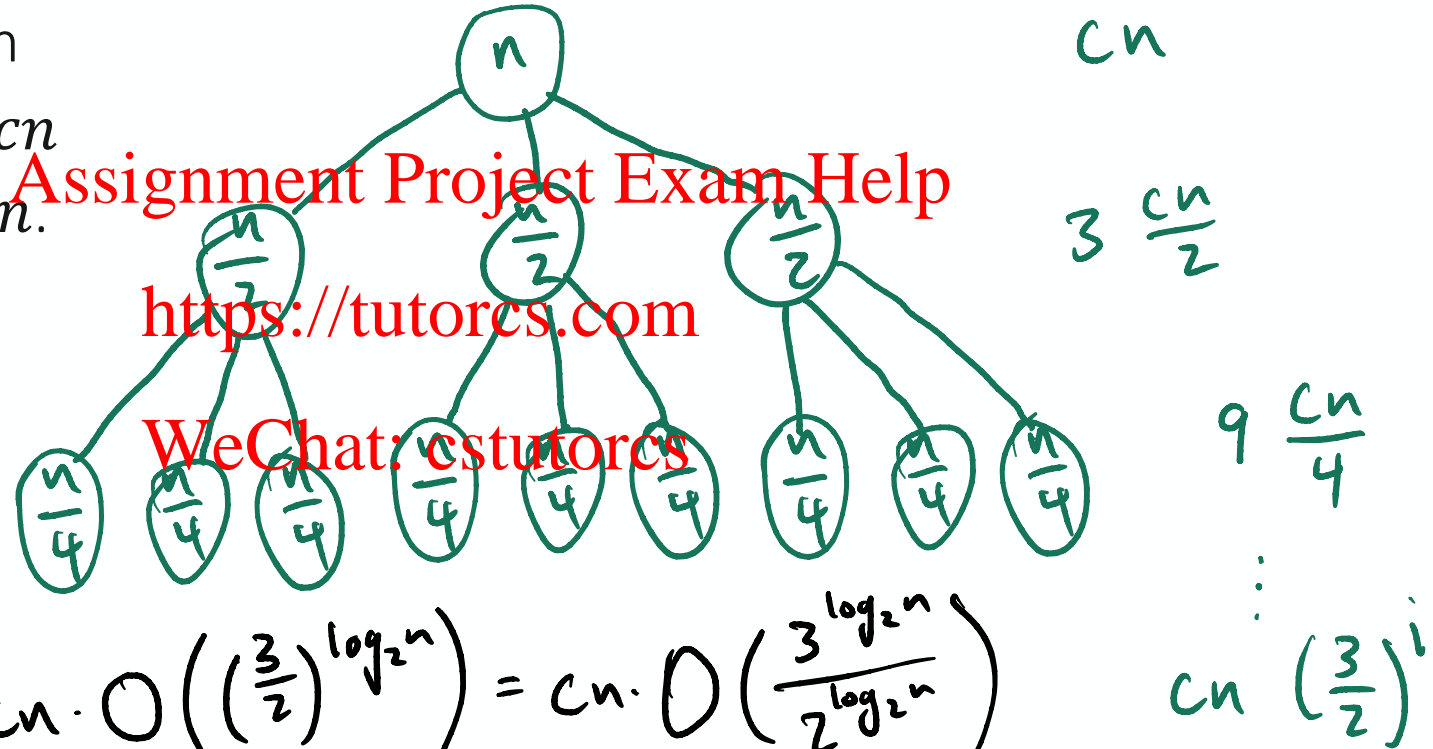 n
n
cn
cn
Assignment Project Exam Help
n.
n/2 n/2 n/2
3 cn/2
https://tutorcs.com
WeChat: cstutorcs
n/4 n/4 n/4 n/4 n/4 n/4 n/4 n/4 n/4
9 cn/4
⋮
cn (3/2)^i
cn · O((3/2)^(log₂n)) = cn · O(3^(log₂n)/2^(log₂n))